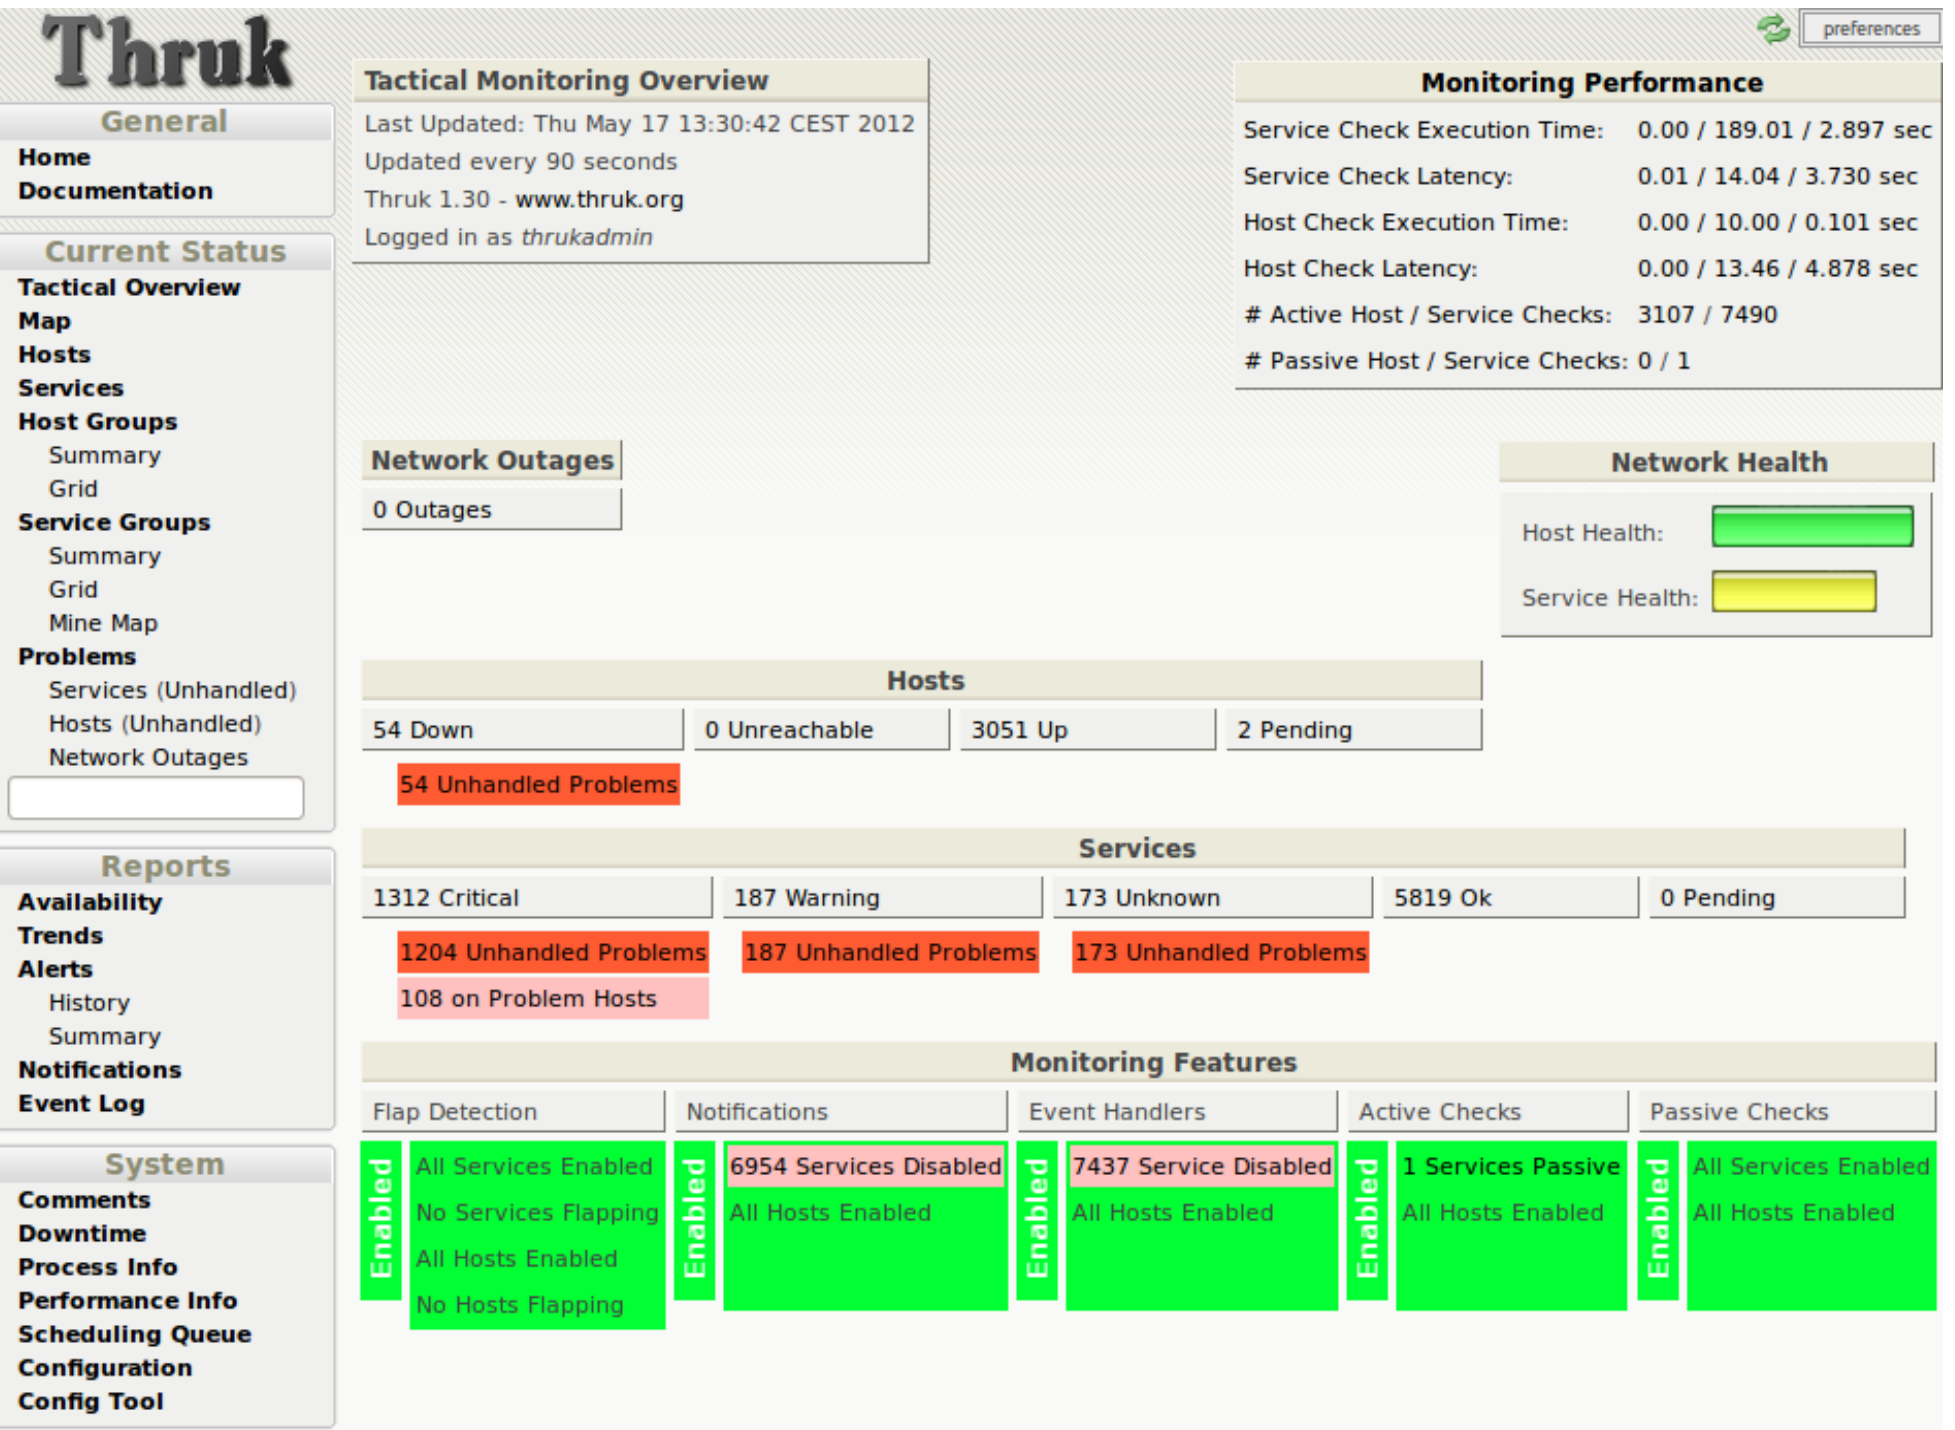 Thruk
General
Home
Documentation
Current Status
Tactical Overview
Map
Hosts
Services
Host Groups
Summary
Grid
Service Groups
Summary
Grid
Mine Map
Problems
Services (Unhandled)
Hosts (Unhandled)
Network Outages
Reports
Availability
Trends
Alerts
History
Summary
Notifications
Event Log
System
Comments
Downtime
Process Info
Performance Info
Scheduling Queue
Configuration
Config Tool
preferences
Tactical Monitoring Overview
Last Updated: Thu May 17 13:30:42 CEST 2012
Updated every 90 seconds
Thruk 1.30 - www.thruk.org
Logged in as thrukadmin
Monitoring Performance
Service Check Execution Time: 0.00 / 189.01 / 2.897 sec
Service Check Latency: 0.01 / 14.04 / 3.730 sec
Host Check Execution Time: 0.00 / 10.00 / 0.101 sec
Host Check Latency: 0.00 / 13.46 / 4.878 sec
# Active Host / Service Checks: 3107 / 7490
# Passive Host / Service Checks: 0 / 1
Network Outages
0 Outages
Network Health
Host Health:
Service Health:
Hosts
54 Down 0 Unreachable 3051 Up 2 Pending
54 Unhandled Problems
Services
1312 Critical 187 Warning 173 Unknown 5819 Ok 0 Pending
1204 Unhandled Problems 187 Unhandled Problems 173 Unhandled Problems
108 on Problem Hosts
Monitoring Features
Flap Detection Notifications Event Handlers Active Checks Passive Checks
Enabled
All Services Enabled
No Services Flapping
All Hosts Enabled
No Hosts Flapping
Enabled
6954 Services Disabled
All Hosts Enabled
Enabled
7437 Service Disabled
All Hosts Enabled
Enabled
1 Services Passive
All Hosts Enabled
Enabled
All Services Enabled
All Hosts Enabled